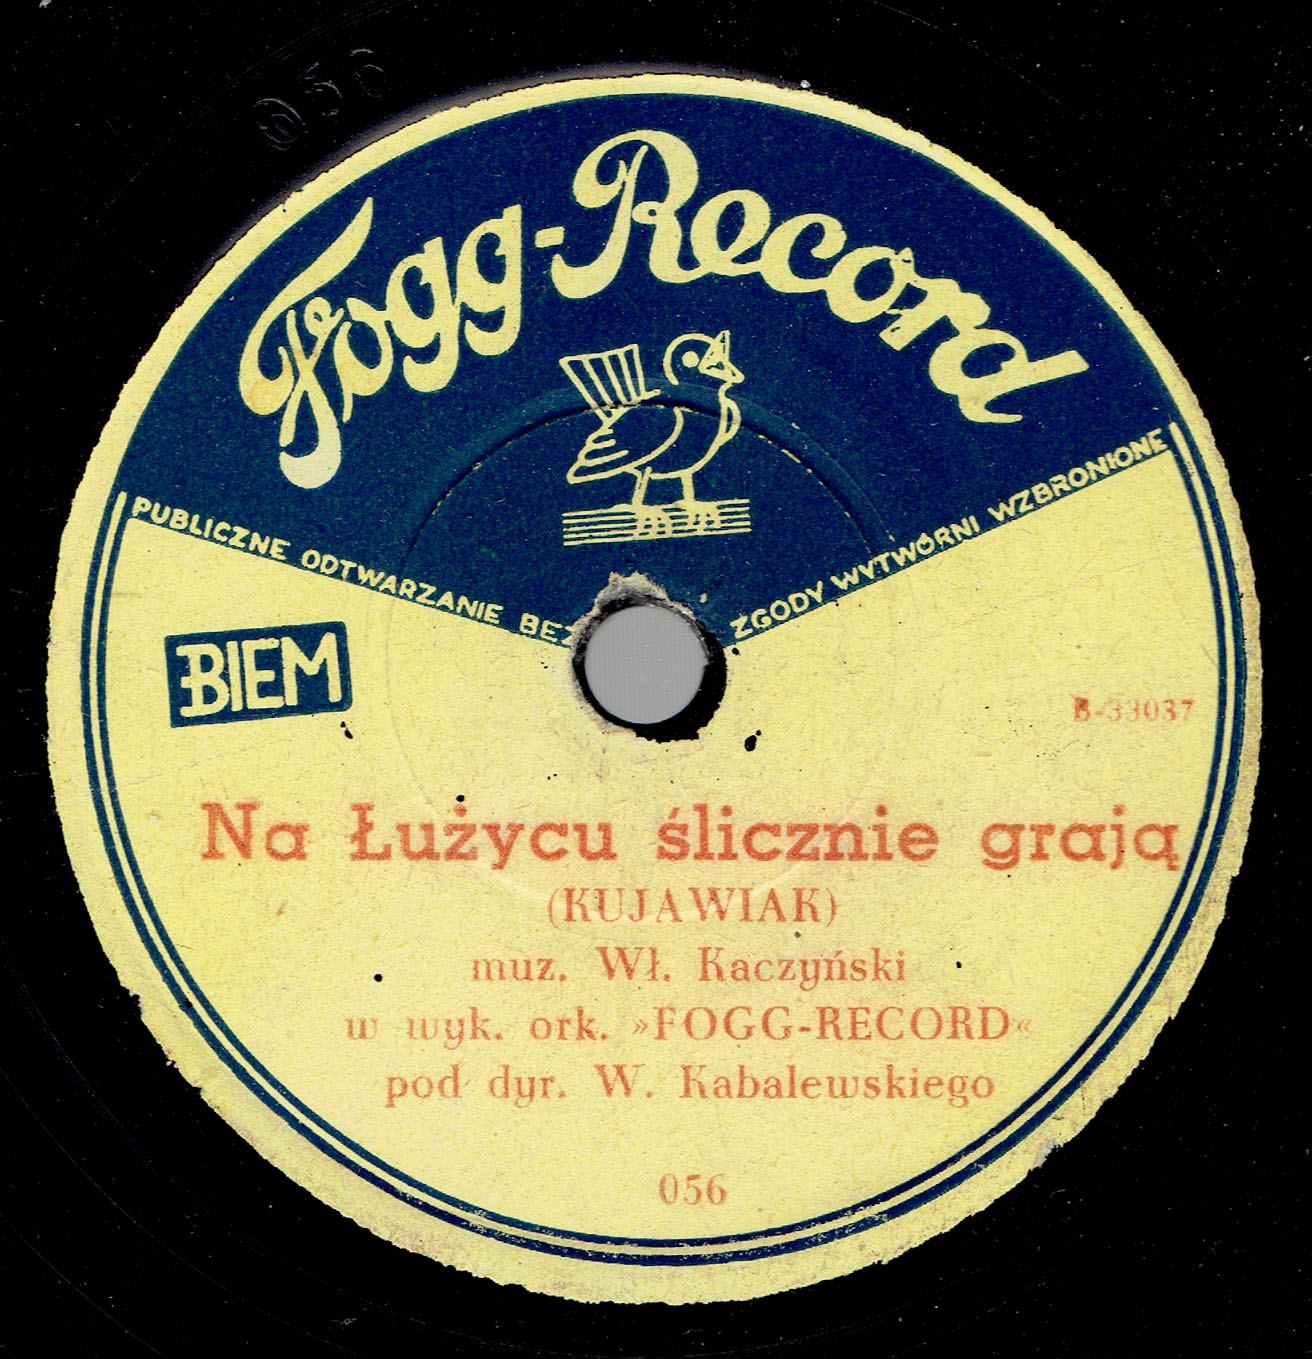 056
Fogg-Record
PUBLICZNE ODTWARZANIE BEZ ZGODY WYTWÓRNI WZBRONIONE
BIEM
B-33037
Na Łużycu ślicznie grają
(KUJAWIAK)
muz. Wł. Kaczyński
w wyk. ork. »FOGG-RECORD«
pod dyr. W. Kabalewskiego
056